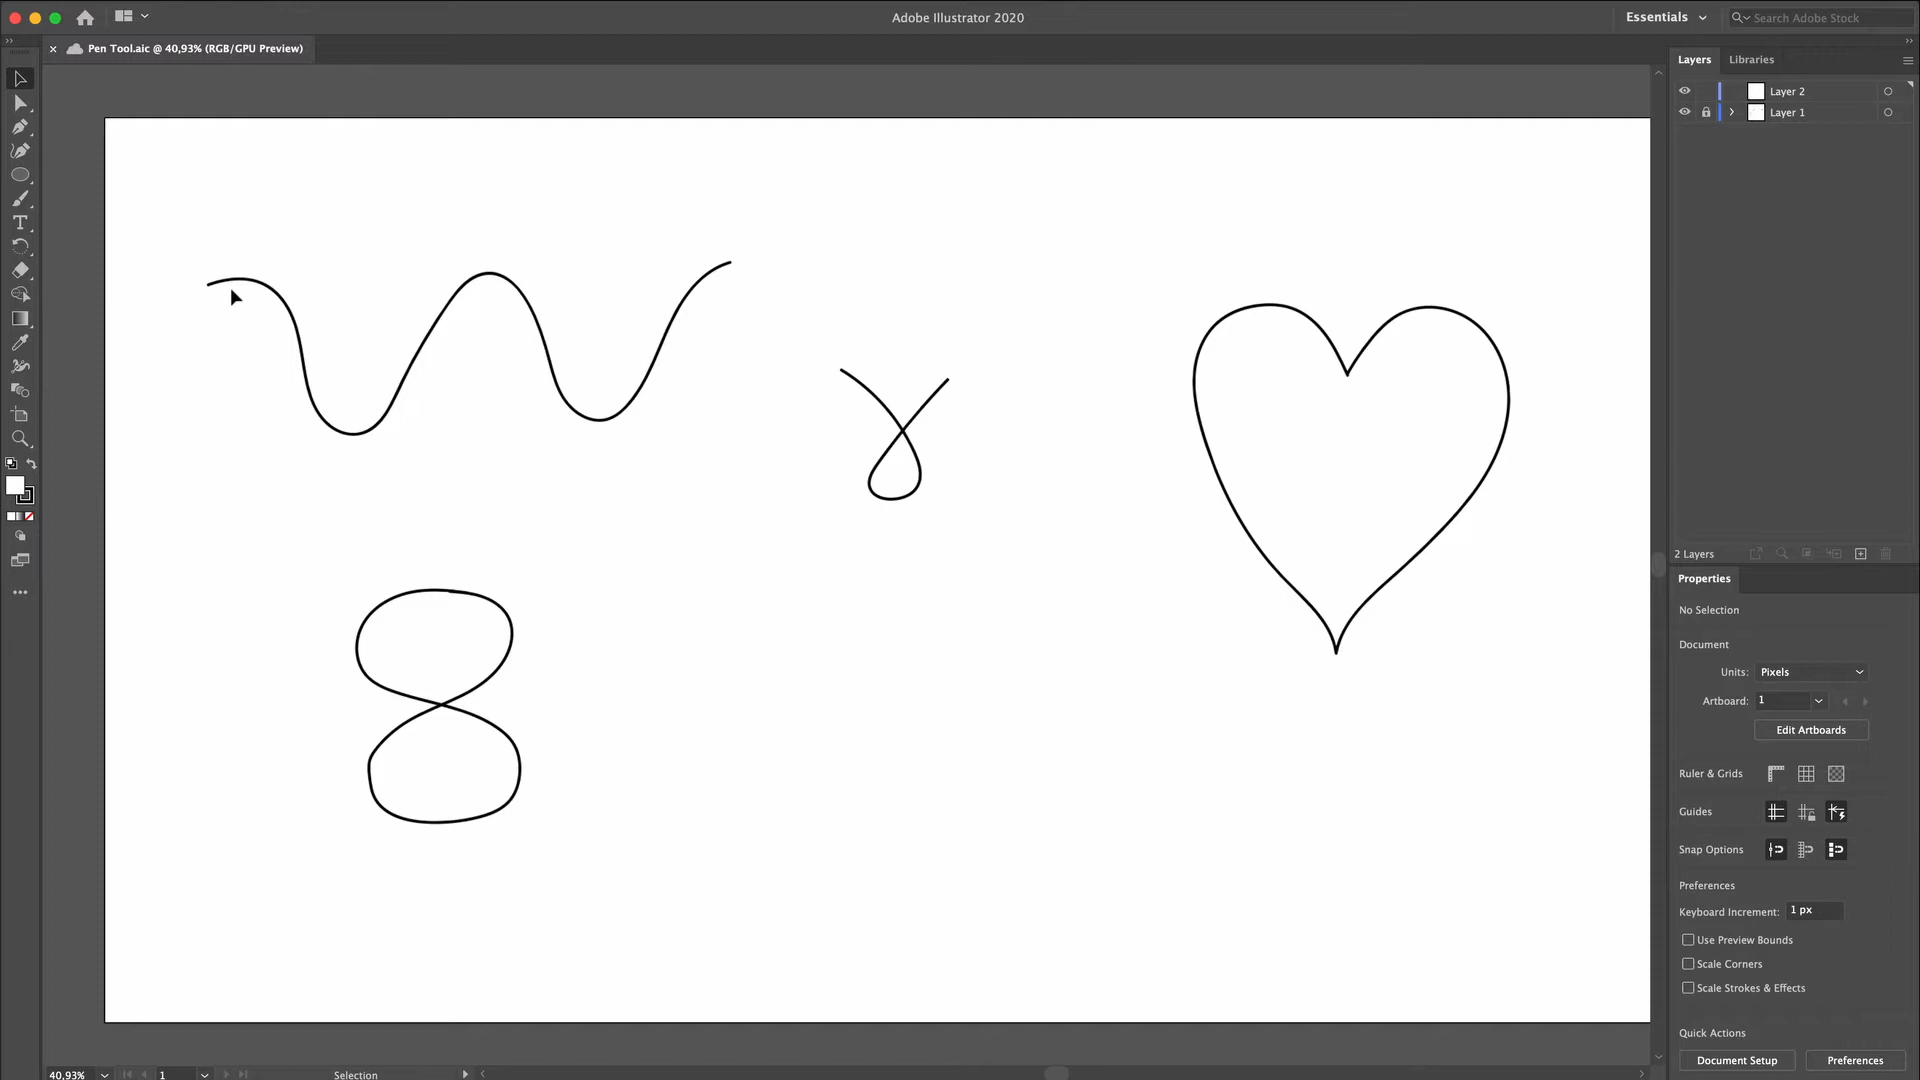 Adobe Illustrator 2020
Essentials
Search Adobe Stock
Pen Tool.aic @ 40,93% (RGB/GPU Preview)
Layers
Libraries
Layer 2
Layer 1
2 Layers
Properties
No Selection
Document
Units:
Pixels
Artboard:
1
Edit Artboards
Ruler & Grids
Guides
Snap Options
Preferences
Keyboard Increment:
1 px
Use Preview Bounds
Scale Corners
Scale Strokes & Effects
Quick Actions
Document Setup
Preferences
40,93%
1
Selection